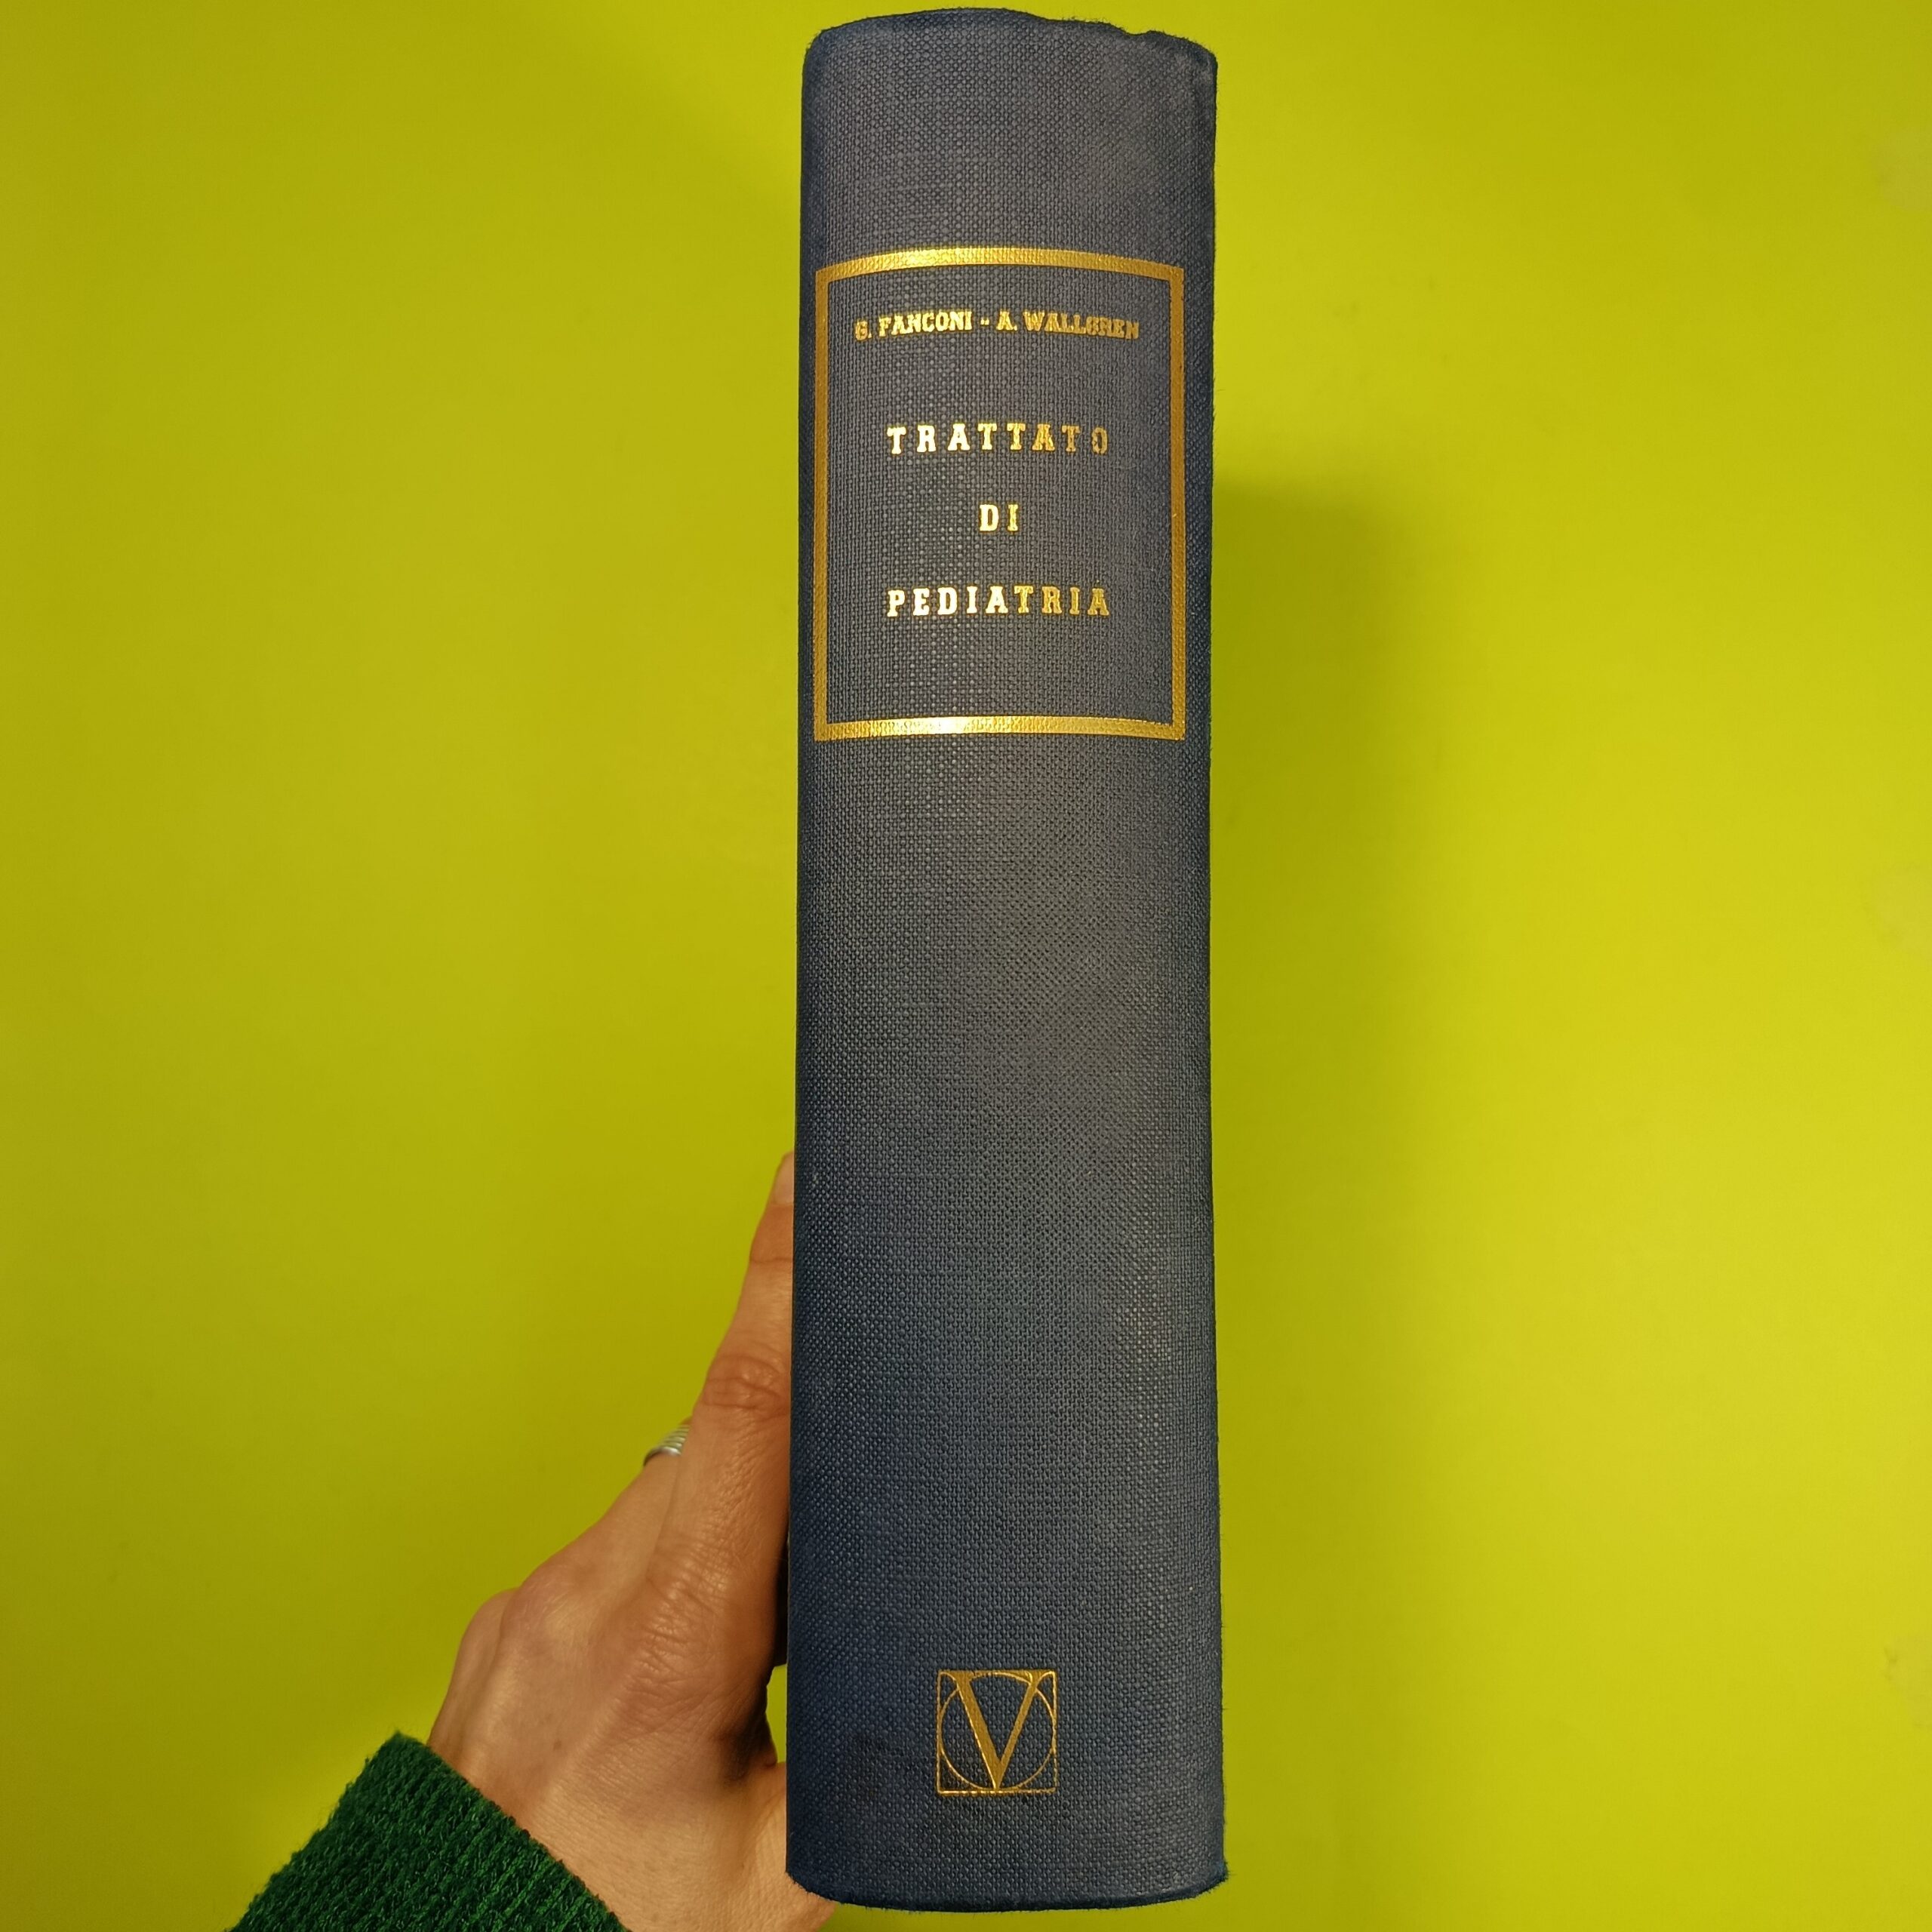 G. FANCONI - A. WALLGREN
TRATTATO
DI
PEDIATRIA
V